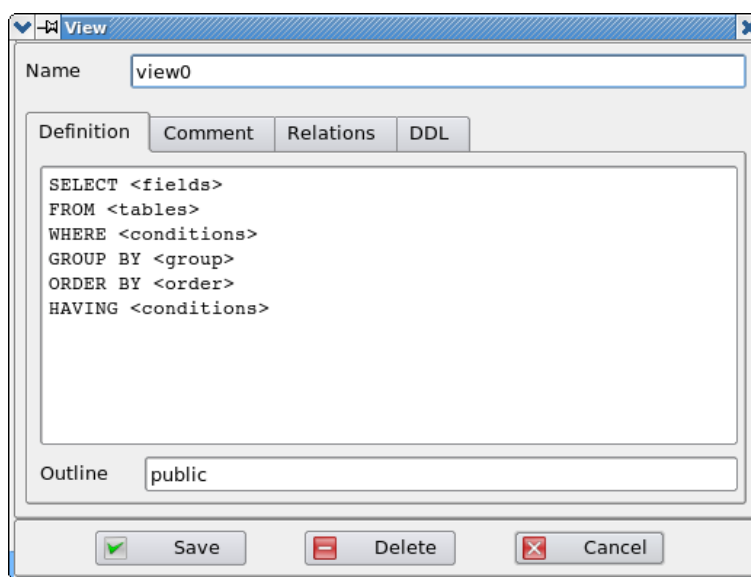 View
Name view0
Definition Comment Relations DDL
SELECT <fields>
FROM <tables>
WHERE <conditions>
GROUP BY <group>
ORDER BY <order>
HAVING <conditions>
Outline public
Save Delete Cancel